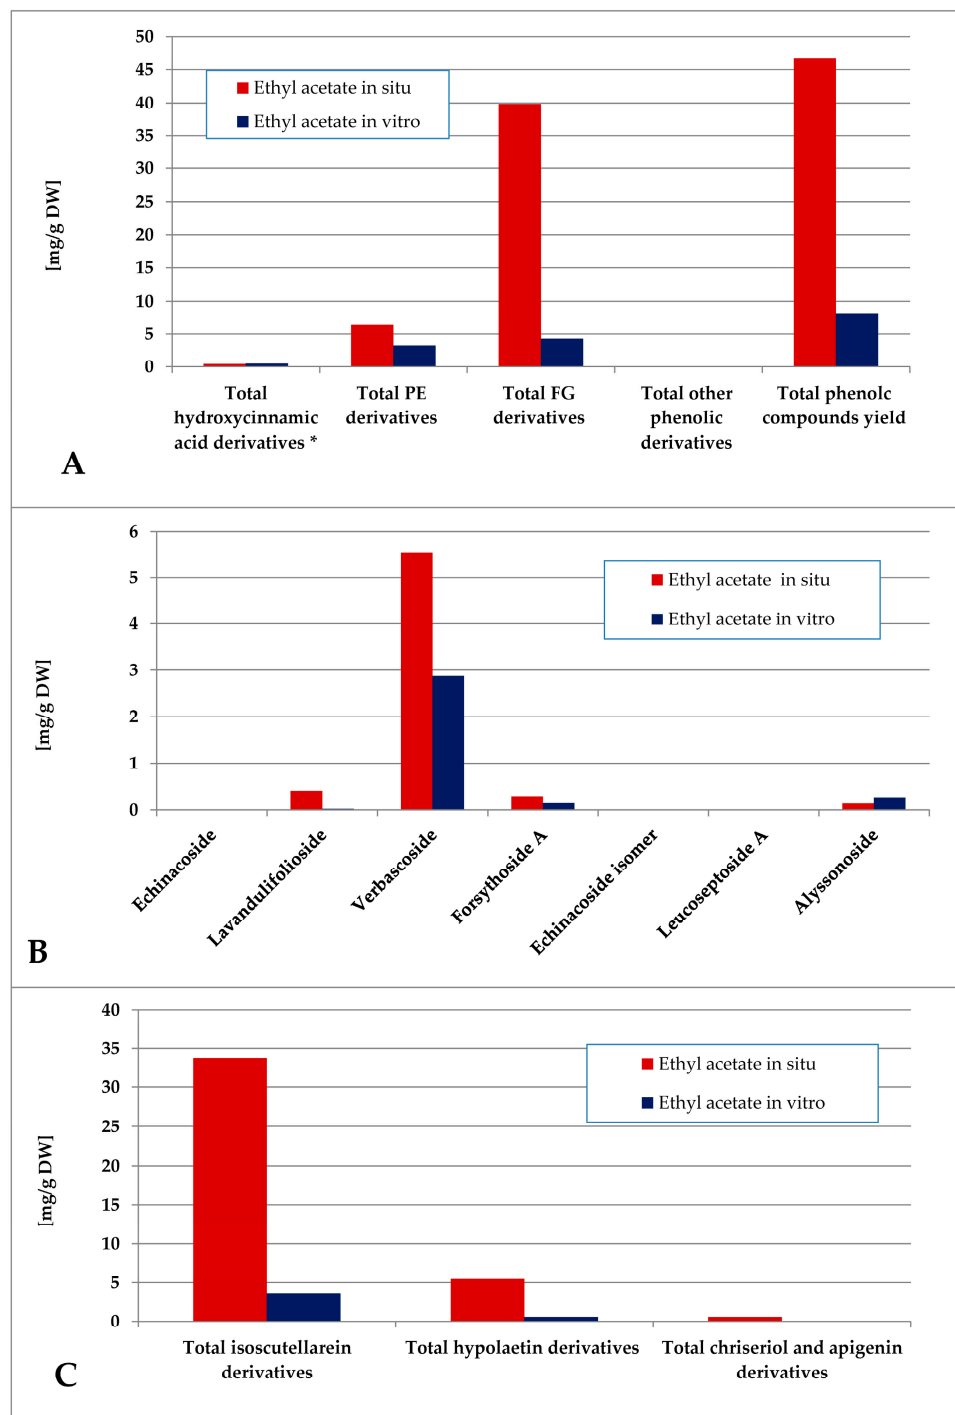 50
45
40
35
30
25
20
15
10
5
0
[mg/g DW]
Ethyl acetate in situ
Ethyl acetate in vitro
Total
hydroxycinnamic
acid derivatives *
Total PE
derivatives
Total FG
derivatives
Total other
phenolic
derivatives
Total phenolc
compounds yield
A
6
5
4
3
2
1
0
[mg/g DW]
Ethyl acetate in situ
Ethyl acetate in vitro
Echinacoside
Lavandulifolioside
Verbascoside
Forsythoside A
Echinacoside isomer
Leucoseptoside A
Alyssonoside
B
40
35
30
25
20
15
10
5
0
[mg/g DW]
Ethyl acetate in situ
Ethyl acetate in vitro
Total isoscutellarein
derivatives
Total hypolaetin derivatives
Total chriseriol and apigenin
derivatives
C